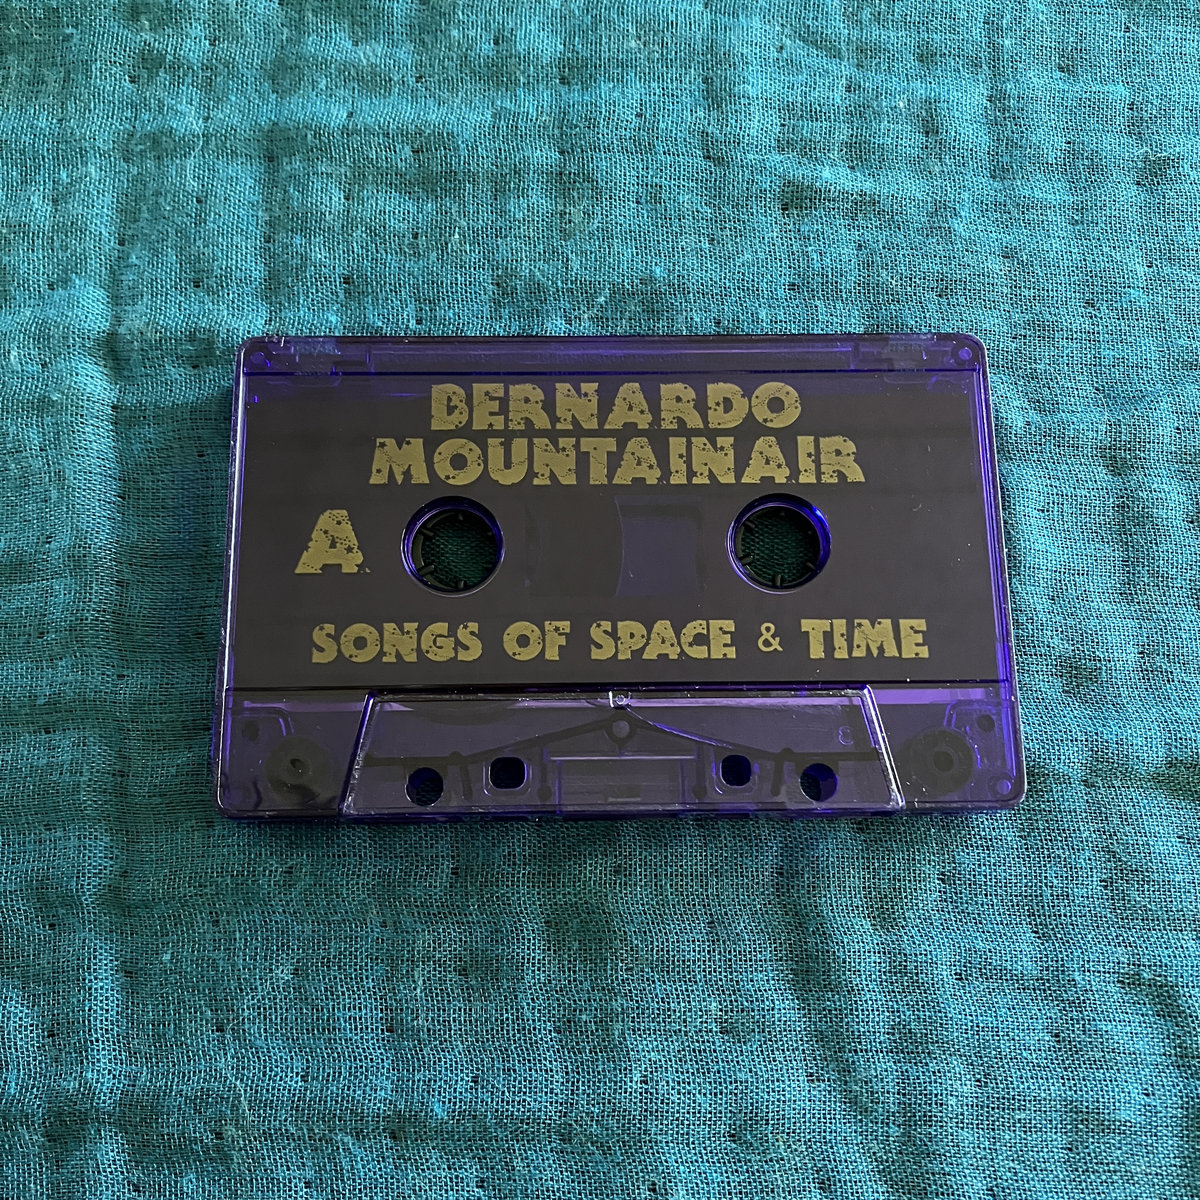 BERNARDO
MOUNTAINAIR
A
SONGS OF SPACE & TIME